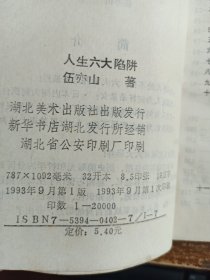 人生六大陷阱
伍亦山 著
湖北美术出版社出版发行
新华书店湖北发行所经销
湖北省公安印刷厂印刷
787×1092毫米 32开本 8.5印张
1993年9月第1版 1993年9月第1次印刷
印数 1-20000
ISBN7-5394-0403-7/I·7
定价: 5.40元